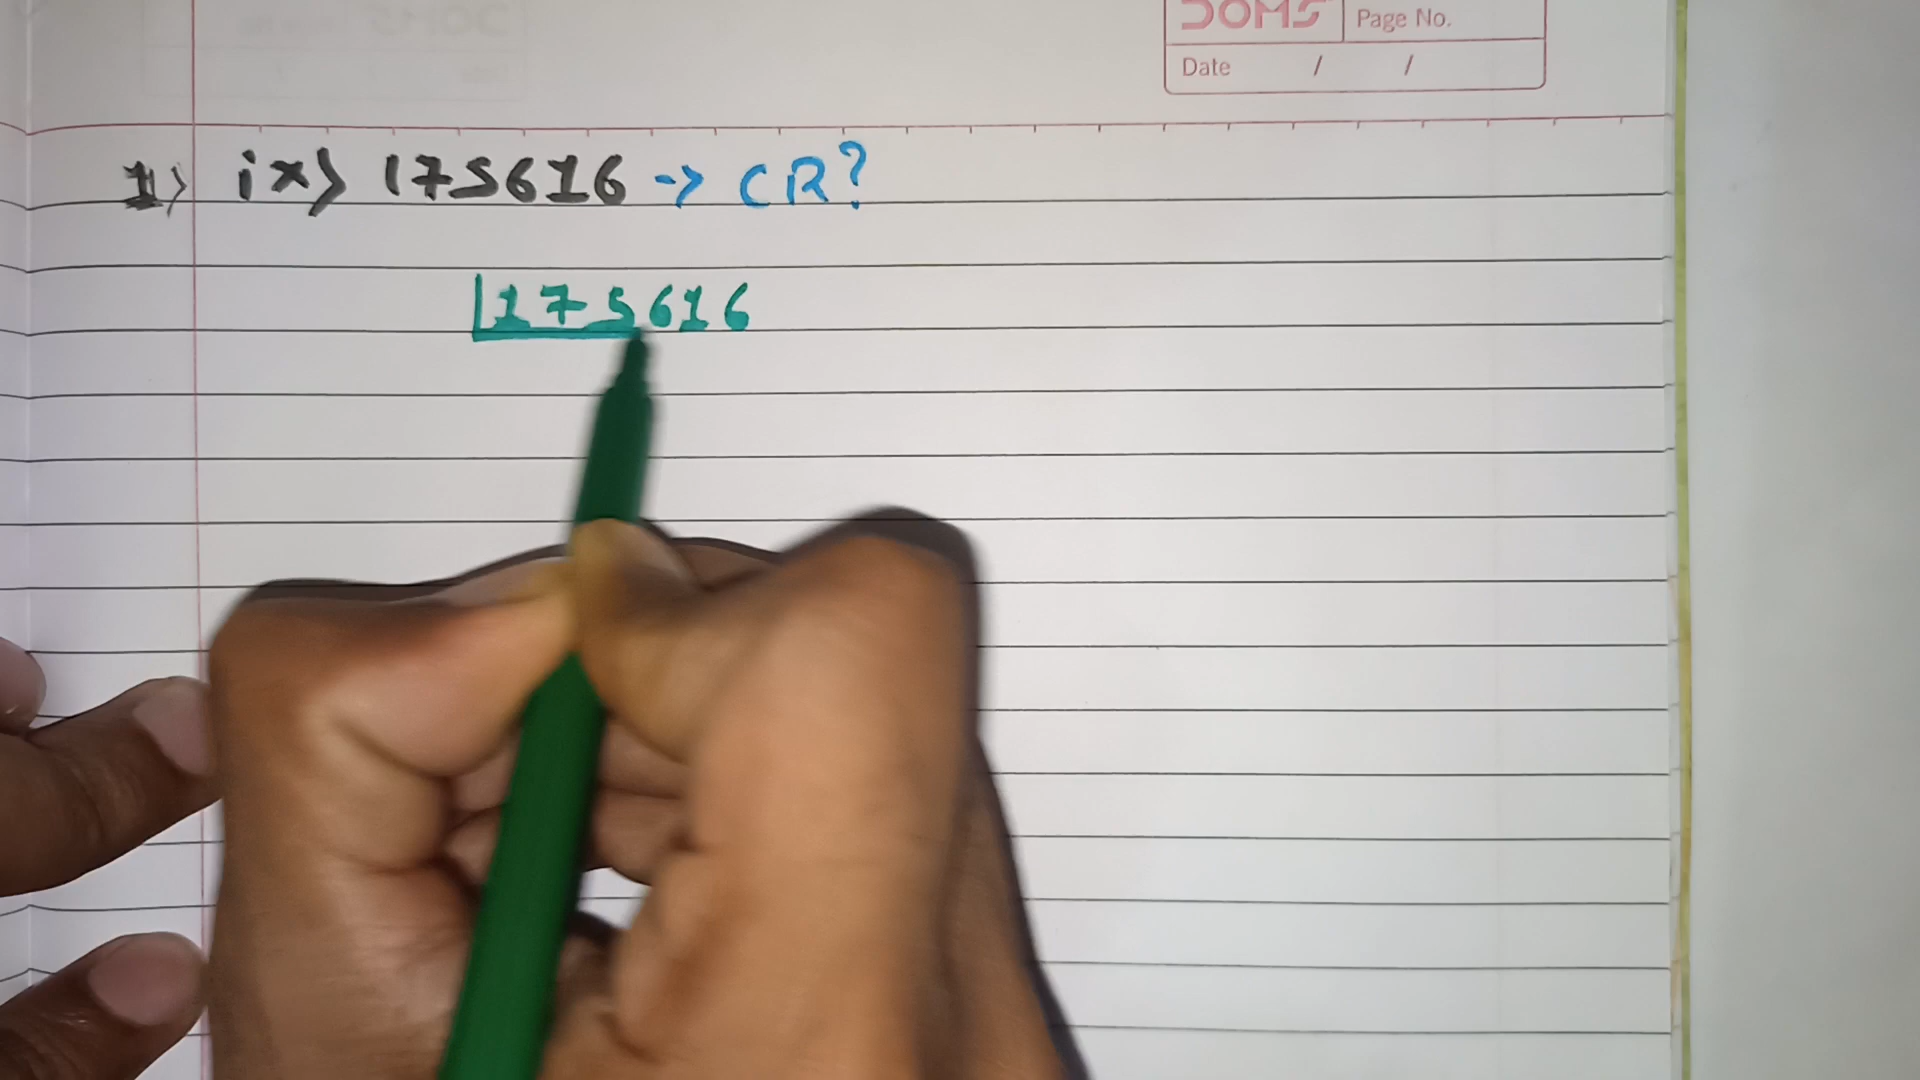 DOMS Page No.
Date / /
1) ix) 175616 -> CR?
175616